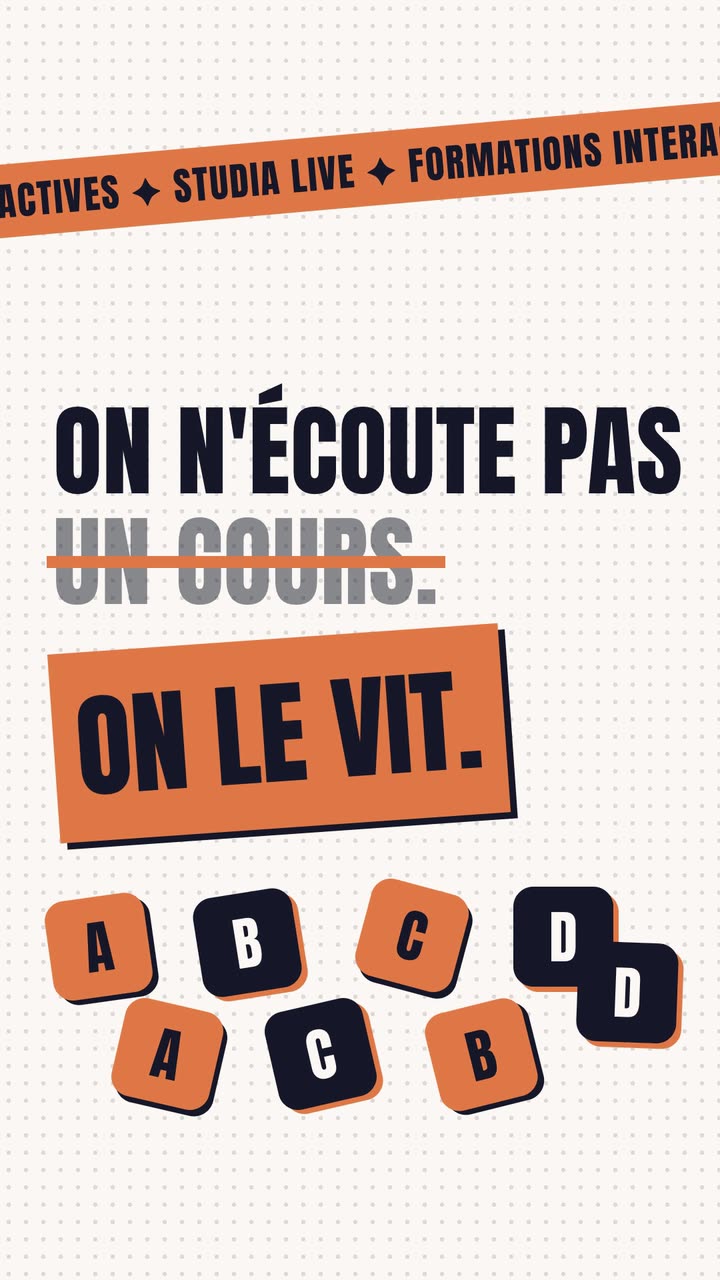 ACTIVES ✦ STUDIA LIVE ✦ FORMATIONS INTERA
ON N'ÉCOUTE PAS
UN COURS.
ON LE VIT.
A B C D
D
A C B